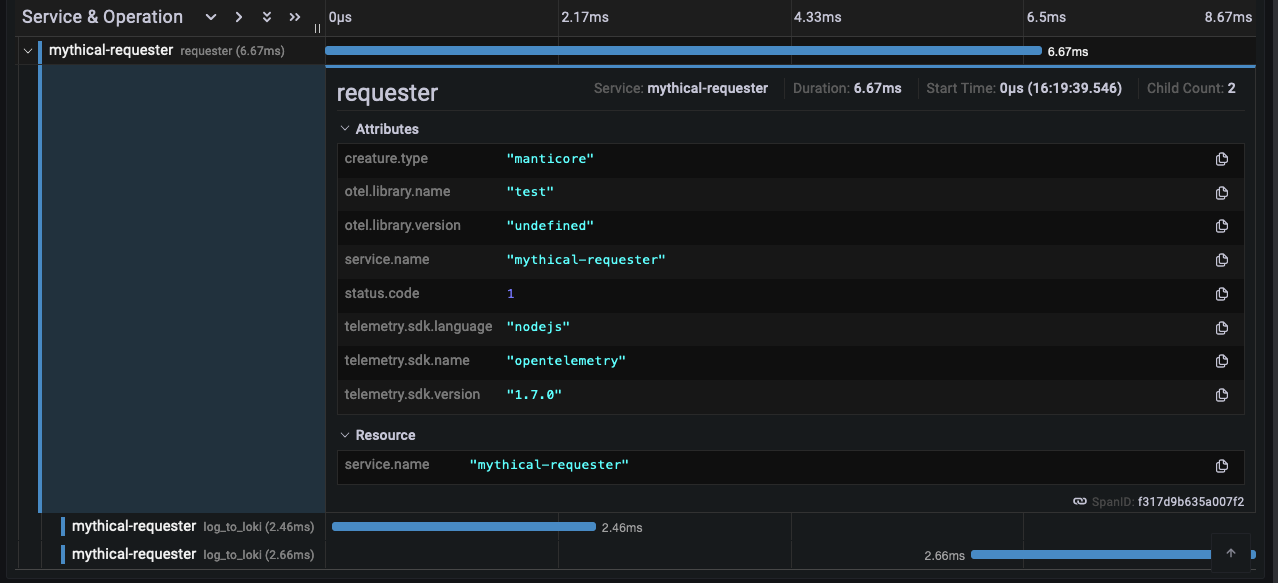 Service & Operation 0µs 2.17ms 4.33ms 6.5ms 8.67ms
mythical-requester requester (6.67ms) 6.67ms
requester Service: mythical-requester Duration: 6.67ms Start Time: 0µs (16:19:39.546) Child Count: 2
Attributes
creature.type "manticore"
otel.library.name "test"
otel.library.version "undefined"
service.name "mythical-requester"
status.code 1
telemetry.sdk.language "nodejs"
telemetry.sdk.name "opentelemetry"
telemetry.sdk.version "1.7.0"
Resource
service.name "mythical-requester"
SpanID: f317d9b635a007f2
mythical-requester log_to_loki (2.46ms) 2.46ms
mythical-requester log_to_loki (2.66ms) 2.66ms